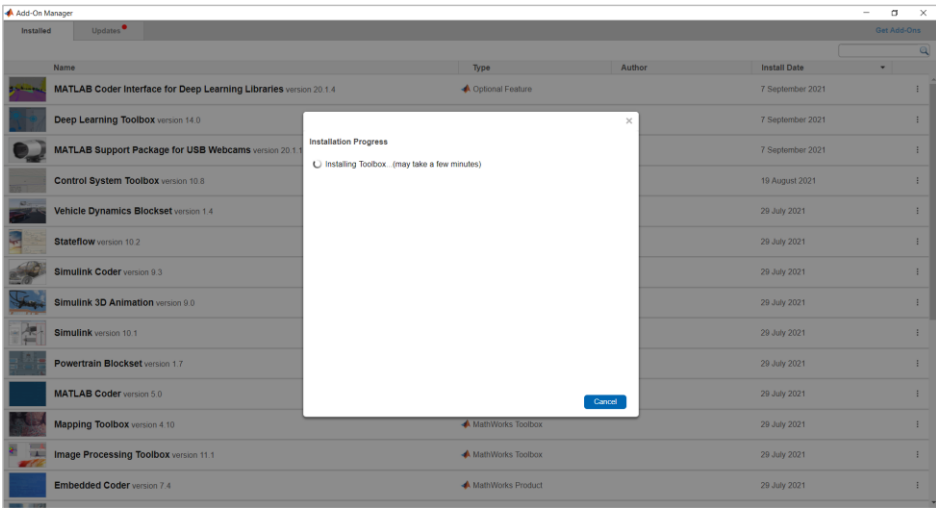 Add-On Manager
Installed Updates Get Add-Ons
Name Type Author Install Date
MATLAB Coder Interface for Deep Learning Libraries version 20.1.4 Optional Feature 7 September 2021
Deep Learning Toolbox version 14.0 7 September 2021
MATLAB Support Package for USB Webcams version 20.1.1 7 September 2021
Control System Toolbox version 10.8 19 August 2021
Vehicle Dynamics Blockset version 1.4 29 July 2021
Stateflow version 10.2 29 July 2021
Simulink Coder version 9.3 29 July 2021
Simulink 3D Animation version 9.0 29 July 2021
Simulink version 10.1 29 July 2021
Powertrain Blockset version 1.7 29 July 2021
MATLAB Coder version 5.0 29 July 2021
Mapping Toolbox version 4.10 MathWorks Toolbox 29 July 2021
Image Processing Toolbox version 11.1 MathWorks Toolbox 29 July 2021
Embedded Coder version 7.4 MathWorks Product 29 July 2021
Installation Progress
Installing Toolbox...(may take a few minutes)
Cancel